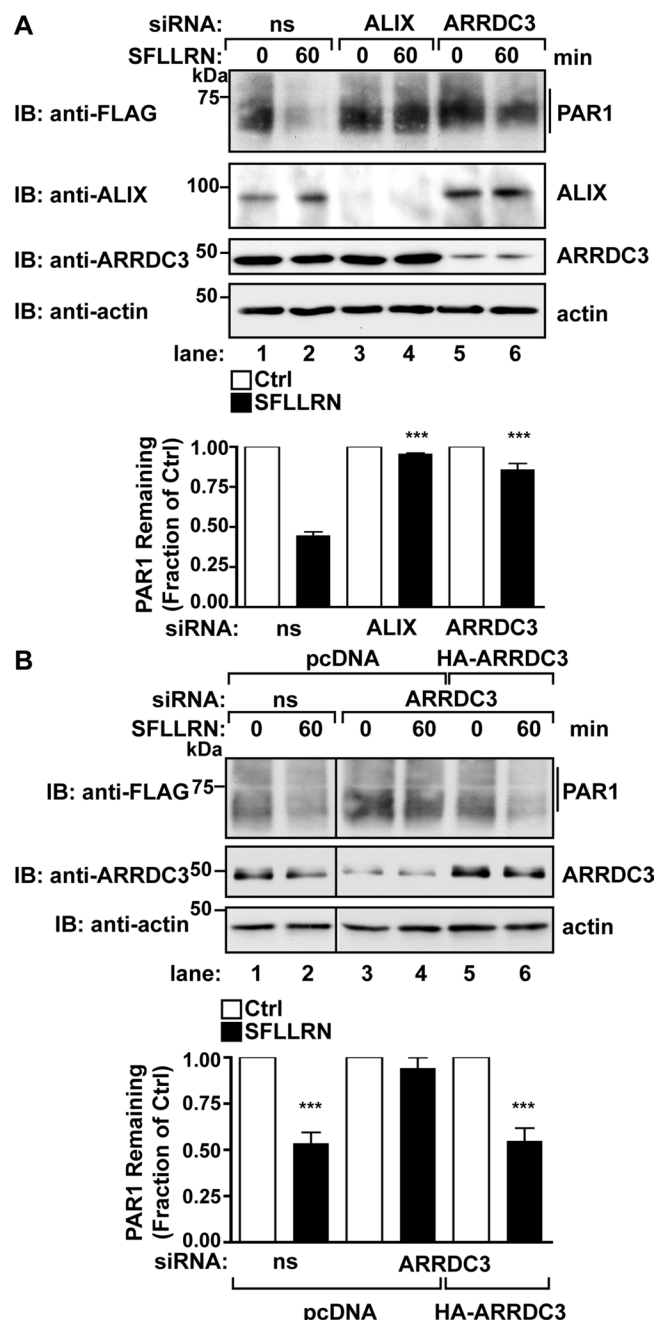 A
siRNA: ns ALIX ARRDC3
SFLLRN: 0 60 0 60 0 60 min
kDa
75
IB: anti-FLAG PAR1
100
IB: anti-ALIX ALIX
IB: anti-ARRDC3 50 ARRDC3
50
IB: anti-actin actin
lane: 1 2 3 4 5 6
Ctrl
SFLLRN
*** ***
PAR1 Remaining
(Fraction of Ctrl)
1.00
0.75
0.50
0.25
0.00
siRNA: ns ALIX ARRDC3
B
pcDNA HA-ARRDC3
siRNA: ns ARRDC3
SFLLRN: 0 60 0 60 0 60 min
kDa
75
IB: anti-FLAG PAR1
IB: anti-ARRDC3 50 ARRDC3
50
IB: anti-actin actin
lane: 1 2 3 4 5 6
Ctrl
SFLLRN
PAR1 Remaining
(Fraction of Ctrl)
1.00
0.75
0.50
0.25
0.00
*** ***
siRNA: ns ARRDC3
pcDNA HA-ARRDC3